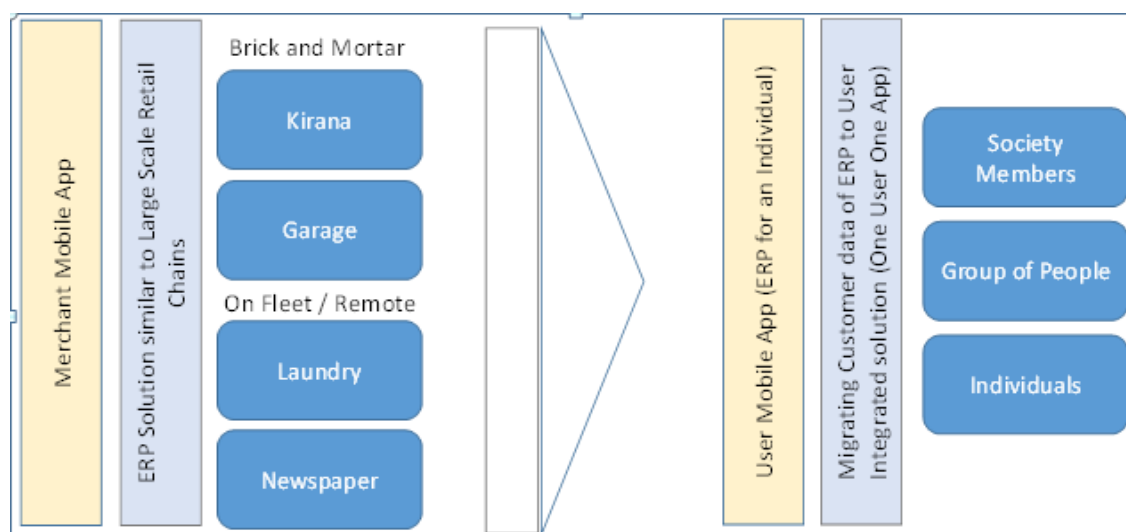 Merchant Mobile App
ERP Solution similar to Large Scale Retail
Chains
Brick and Mortar
Kirana
Garage
On Fleet / Remote
Laundry
Newspaper
User Mobile App (ERP for an Individual)
Migrating Customer data of ERP to User
Integrated solution (One User One App)
Society
Members
Group of People
Individuals